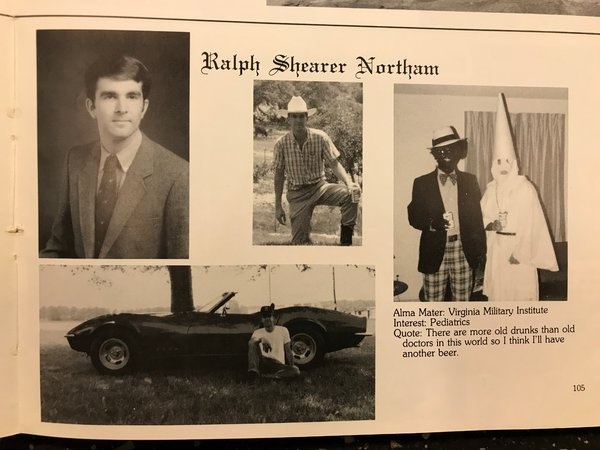 Ralph Shearer Northam
Alma Mater: Virginia Military Institute
Interest: Pediatrics
Quote: There are more old drunks than old
doctors in this world so I think I'll have
another beer.
105